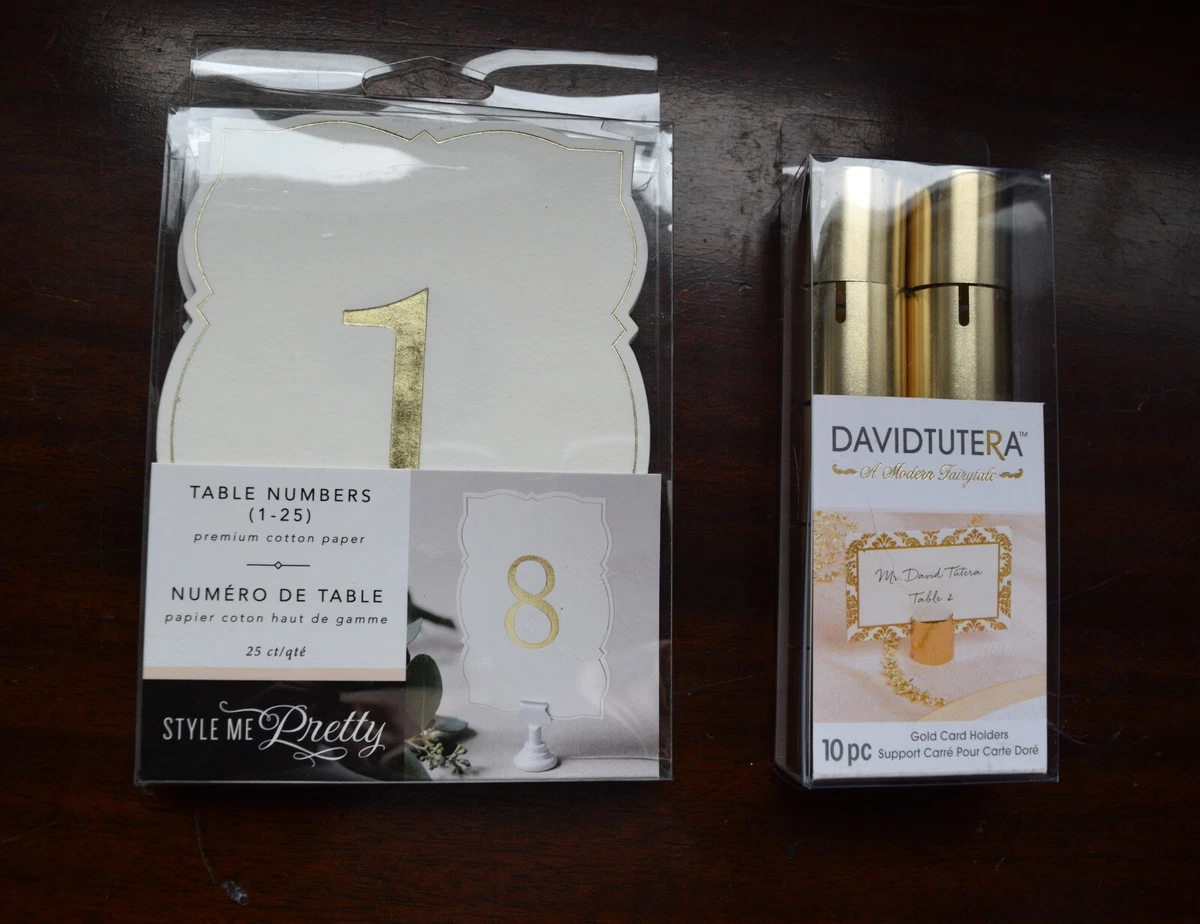 1
TABLE NUMBERS
(1-25)
premium cotton paper
NUMÉRO DE TABLE
papier coton haut de gamme
25 ct/qté
STYLE ME Pretty
8
DAVIDTUTERA™
A Modern Fairytale
Mr. David Tutera
Table 2
10 pc
Gold Card Holders
Support Carré Pour Carte Doré